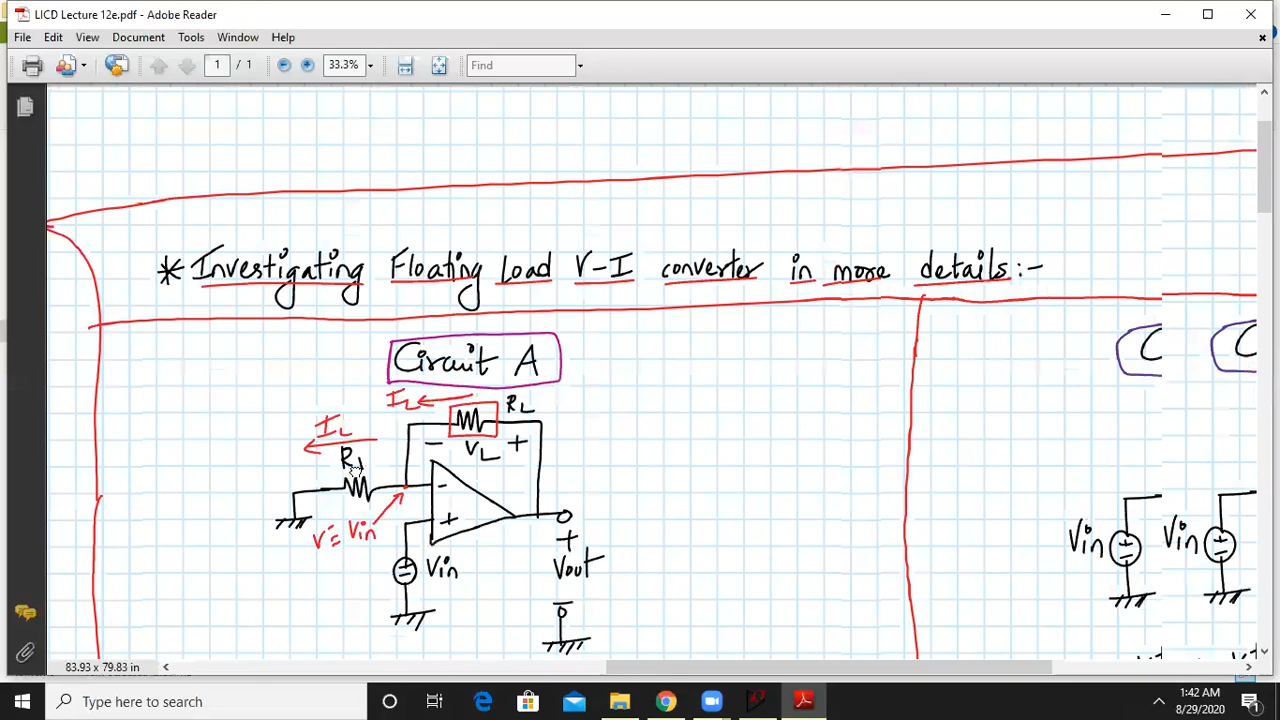 LICD Lecture 12e.pdf - Adobe Reader
File Edit View Document Tools Window Help
1 / 1 33.3% Find
* Investigating Floating Load V-I converter in more details:-
Circuit A
C C
IL RL
IL
- VL +
R1
-
V = Vin
+
+
Vin
Vout
-
Vin Vin
83.93 x 79.83 in
Type here to search
1:42 AM
8/29/2020